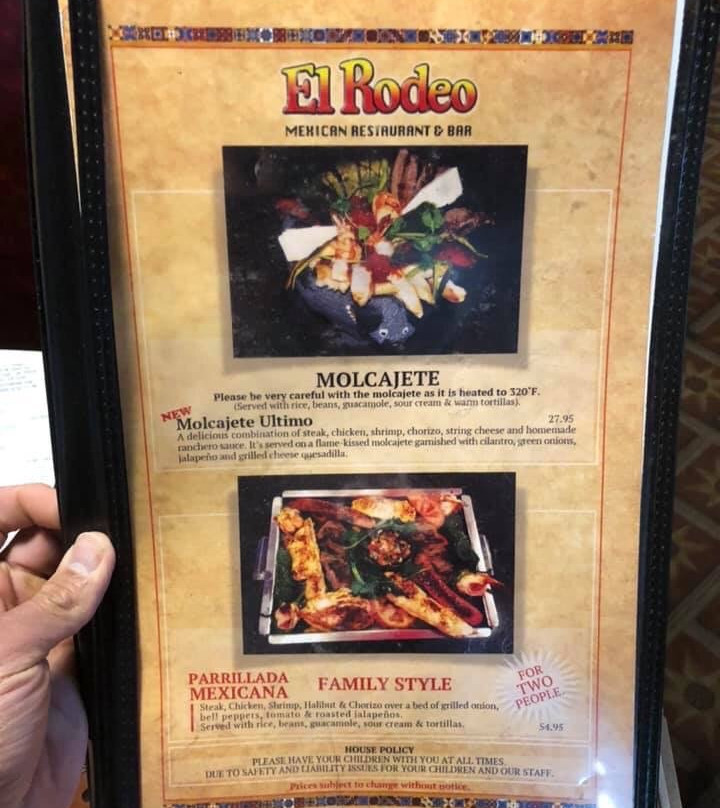 El Rodeo
MEXICAN RESTAURANT & BAR
MOLCAJETE
Please be very careful with the molcajete as it is heated to 320°F.
(Served with rice, beans, guacamole, sour cream & warm tortillas).
NEW
Molcajete Ultimo 27.95
A delicious combination of steak, chicken, shrimp, chorizo, string cheese and homemade
ranchero sauce. It's served on a flame-kissed molcajete garnished with cilantro, green onions,
jalapeño and grilled cheese quesadilla.
PARRILLADA
MEXICANA
FAMILY STYLE
FOR
TWO
PEOPLE
Steak, Chicken, Shrimp, Halibut & Chorizo over a bed of grilled onion,
bell peppers, tomato & roasted jalapeños.
Served with rice, beans, guacamole, sour cream & tortillas. 54.95
HOUSE POLICY
PLEASE HAVE YOUR CHILDREN WITH YOU AT ALL TIMES.
DUE TO SAFETY AND LIABILITY ISSUES FOR YOUR CHILDREN AND OUR STAFF.
Prices subject to change without notice.